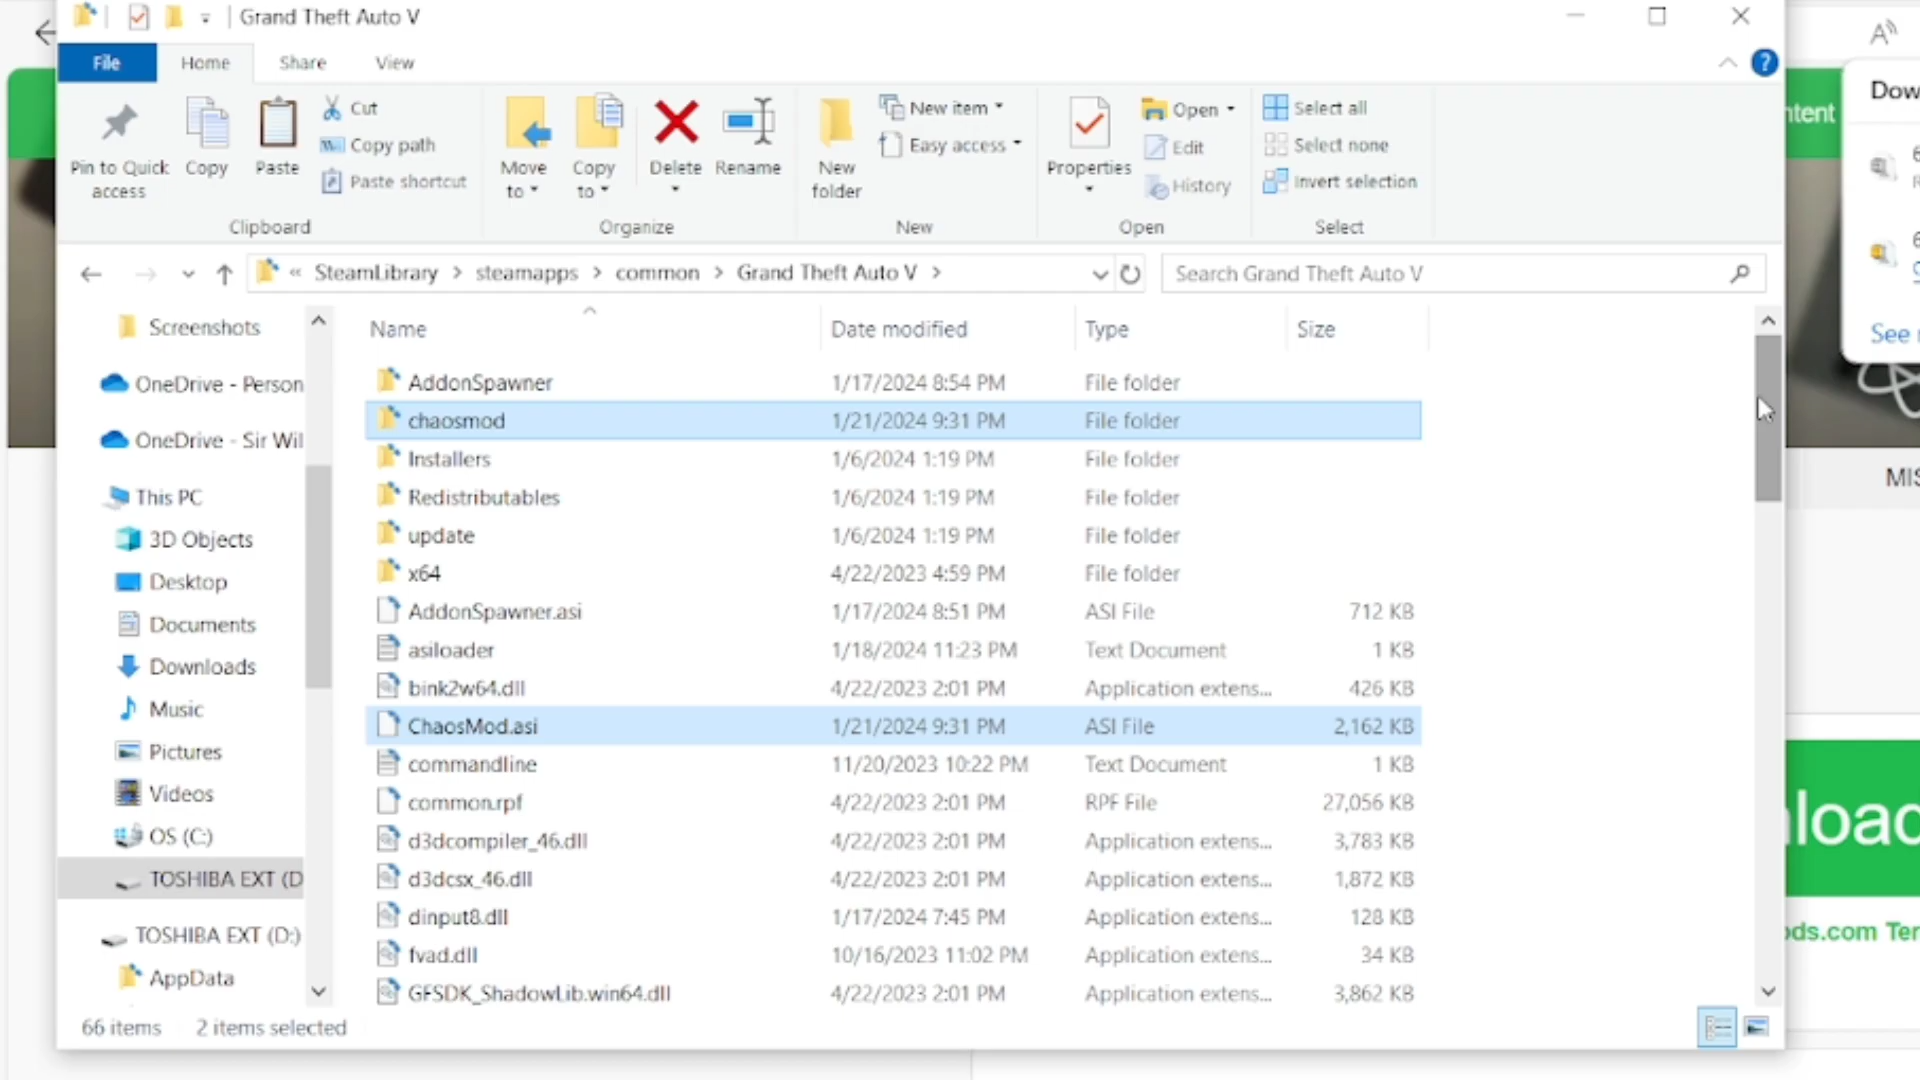 Grand Theft Auto V
File Home Share View
Pin to Quick access
Copy
Paste
Cut
Copy path
Paste shortcut
Clipboard
Move to
Copy to
Delete
Rename
Organize
New folder
New item
Easy access
New
Properties
Open
Edit
History
Open
Select all
Select none
Invert selection
Select
« SteamLibrary > steamapps > common > Grand Theft Auto V >
Search Grand Theft Auto V
Screenshots
OneDrive - Person
OneDrive - Sir Wil
This PC
3D Objects
Desktop
Documents
Downloads
Music
Pictures
Videos
OS (C:)
TOSHIBA EXT (D
TOSHIBA EXT (D:)
AppData
Name Date modified Type Size
AddonSpawner 1/17/2024 8:54 PM File folder
chaosmod 1/21/2024 9:31 PM File folder
Installers 1/6/2024 1:19 PM File folder
Redistributables 1/6/2024 1:19 PM File folder
update 1/6/2024 1:19 PM File folder
x64 4/22/2023 4:59 PM File folder
AddonSpawner.asi 1/17/2024 8:51 PM ASI File 712 KB
asiloader 1/18/2024 11:23 PM Text Document 1 KB
bink2w64.dll 4/22/2023 2:01 PM Application extens... 426 KB
ChaosMod.asi 1/21/2024 9:31 PM ASI File 2,162 KB
commandline 11/20/2023 10:22 PM Text Document 1 KB
common.rpf 4/22/2023 2:01 PM RPF File 27,056 KB
d3dcompiler_46.dll 4/22/2023 2:01 PM Application extens... 3,783 KB
d3dcsx_46.dll 4/22/2023 2:01 PM Application extens... 1,872 KB
dinput8.dll 1/17/2024 7:45 PM Application extens... 128 KB
fvad.dll 10/16/2023 11:02 PM Application extens... 34 KB
GFSDK_ShadowLib.win64.dll 4/22/2023 2:01 PM Application extens... 3,862 KB
66 items 2 items selected
ntent
Dow
See
MIS
nload
ods.com Ter